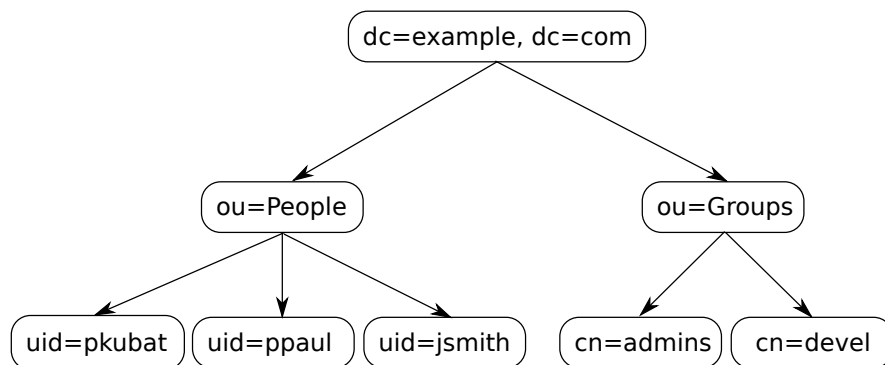 dc=example, dc=com
ou=People
ou=Groups
uid=pkubat
uid=ppaul
uid=jsmith
cn=admins
cn=devel